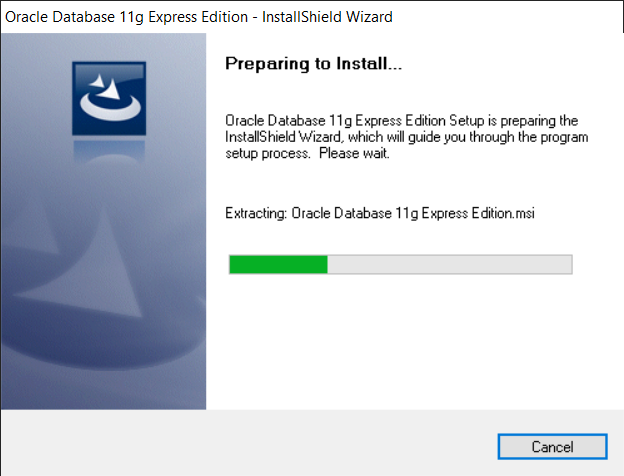 Oracle Database 11g Express Edition - InstallShield Wizard
Preparing to Install...
Oracle Database 11g Express Edition Setup is preparing the
InstallShield Wizard, which will guide you through the program
setup process.  Please wait.
Extracting: Oracle Database 11g Express Edition.msi
Cancel